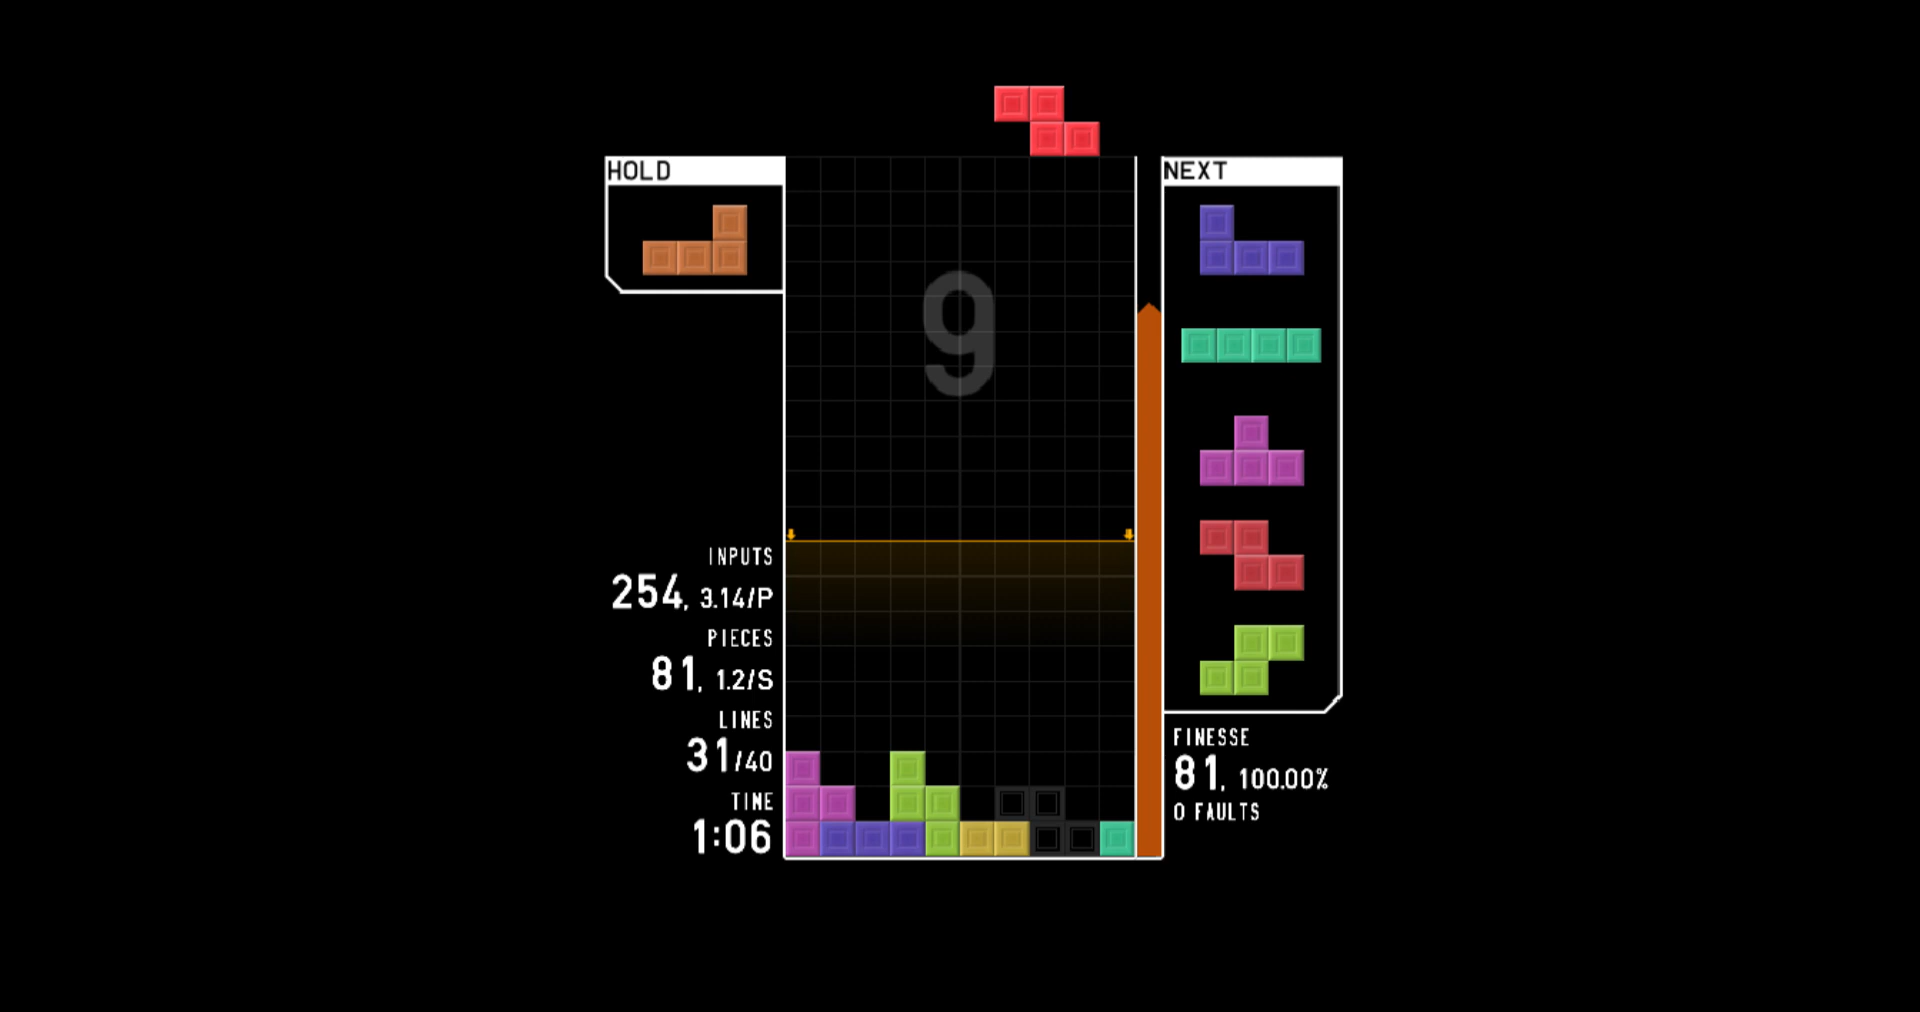 HOLD
NEXT
9
INPUTS
254, 3.14/P
PIECES
81, 1.2/S
LINES
31/40
TIME
1:06
FINESSE
81, 100.00%
0 FAULTS